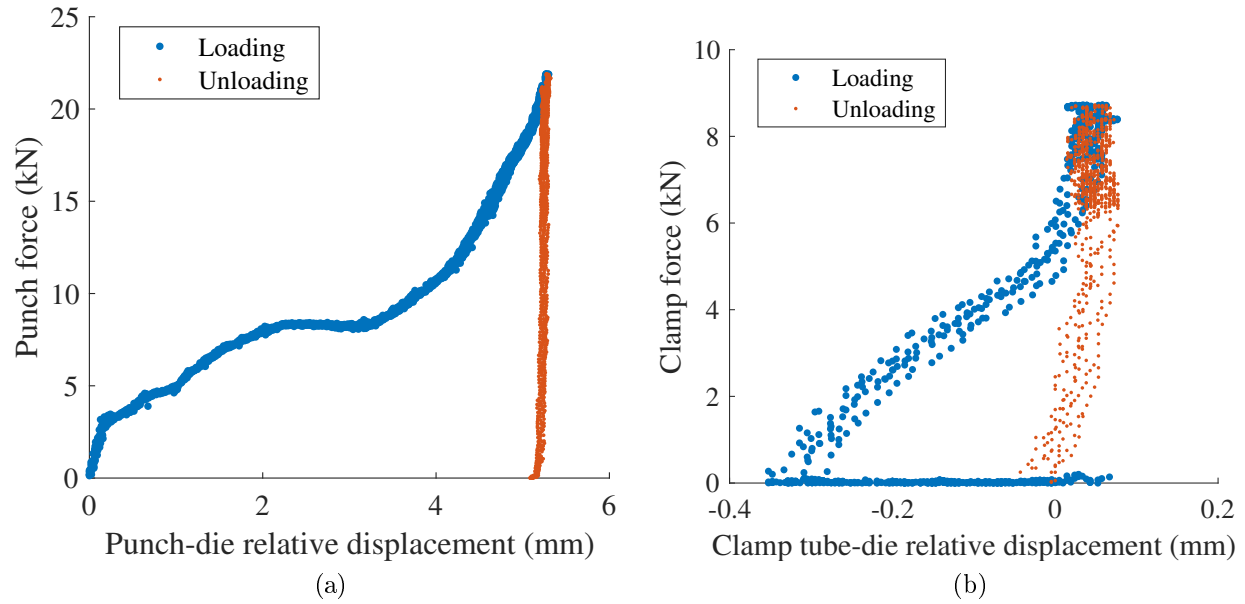 25
20
15
10
5
0
Punch force (kN)
Loading
Unloading
0
2
4
6
Punch-die relative displacement (mm)
(a)
10
8
6
4
2
0
Clamp force (kN)
Loading
Unloading
-0.4
-0.2
0
0.2
Clamp tube-die relative displacement (mm)
(b)